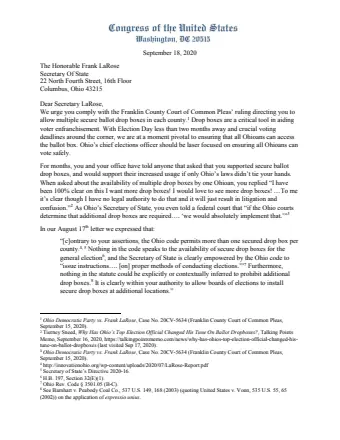 Congress of the United States
Washington, DC 20515
September 18, 2020
The Honorable Frank LaRose
Secretary Of State
22 North Fourth Street, 16th Floor
Columbus, Ohio 43215
Dear Secretary LaRose,
We urge you comply with the Franklin County Court of Common Pleas' ruling directing you to
allow multiple secure ballot drop boxes in each county.1 Drop boxes are a critical tool in aiding
voter enfranchisement. With Election Day less than two months away and crucial voting
deadlines around the corner, we are at a moment pivotal to ensuring that all Ohioans can access
the ballot box. Ohio's chief elections officer should be laser focused on ensuring all Ohioans can
vote safely.
For months, you and your office have told anyone that asked that you supported secure ballot
drop boxes, and would support their increased usage if only Ohio's laws didn't tie your hands.
When asked about the availability of multiple drop boxes by one Ohioan, you replied "I have
been 100% clear on this I want more boxes! I would love to see more drop boxes! …To me
it's clear though I have no legal authority to do that and it will just result in litigation and
confusion."2 As Ohio's Secretary of State, you even told a federal court that "if the Ohio courts
determine that additional drop boxes are required…. 'we would absolutely implement that.'"3
In our August 17th letter we expressed that:
"[c]ontrary to your assertions, the Ohio code permits more than one secured drop box per
county.4, 5 Nothing in the code speaks to the availability of secure drop boxes for the
general election6, and the Secretary of State is clearly empowered by the Ohio code to
"issue instructions…. [on] proper methods of conducting elections."7 Furthermore,
nothing in the statute could be explicitly or contextually inferred to prohibit additional
drop boxes.8 It is clearly within your authority to allow boards of elections to install
secure drop boxes at additional locations."
1 Ohio Democratic Party vs. Frank LaRose, Case No. 20CV-5634 (Franklin County Court of Common Pleas,
September 15, 2020).
2 Tierney Sneed, Why Has Ohio's Top Election Official Changed His Tune On Ballot Dropboxes?, Talking Points
Memo, September 16, 2020. https://talkingpointsmemo.com/news/why-has-ohios-top-election-official-changed-his-
tune-on-ballot-dropboxes (last visited Sep 17, 2020).
3 Ohio Democratic Party vs. Frank LaRose, Case No. 20CV-5634 (Franklin County Court of Common Pleas,
September 15, 2020).
4 http://innovationohio.org/wp-content/uploads/2020/07/LaRose-Report.pdf
5 Secretary of State's Directive 2020-16
6 H.B. 197, Section 32(E)(1).
7 Ohio Rev. Code § 3501.05 (B-C).
8 See Barnhart v. Peabody Coal Co., 537 U.S. 149, 168 (2003) (quoting United States v. Vonn, 535 U.S. 55, 65
(2002)) on the application of expressio unius.